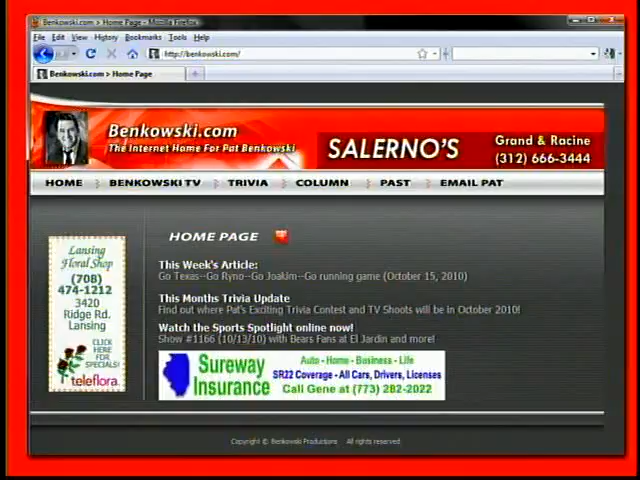 Benkowski.com > Home Page - Mozilla Firefox
File Edit View History Bookmarks Tools Help
http://benkowski.com/
Benkowski.com > Home Page
Benkowski.com
The Internet Home For Pat Benkowski
SALERNO'S
Grand & Racine
(312) 666-3444
HOME
BENKOWSKI TV
TRIVIA
COLUMN
PAST
EMAIL PAT
HOME PAGE
Lansing
Floral Shop
(708)
474-1212
3420
Ridge Rd.
Lansing
CLICK
HERE
FOR
SPECIALS!
teleflora.
This Week's Article:
Go Texas--Go Ryno--Go Joakim--Go running game (October 15, 2010)
This Months Trivia Update
Find out where Pat's Exciting Trivia Contest and TV Shoots will be in October 2010!
Watch the Sports Spotlight online now!
Show #1166 (10/13/10) with Bears Fans at El Jardin and more!
Sureway
Insurance
Auto - Home - Business - Life
SR22 Coverage - All Cars, Drivers, Licenses
Call Gene at (773) 282-2022
Copyright © Benkowski Productions All rights reserved